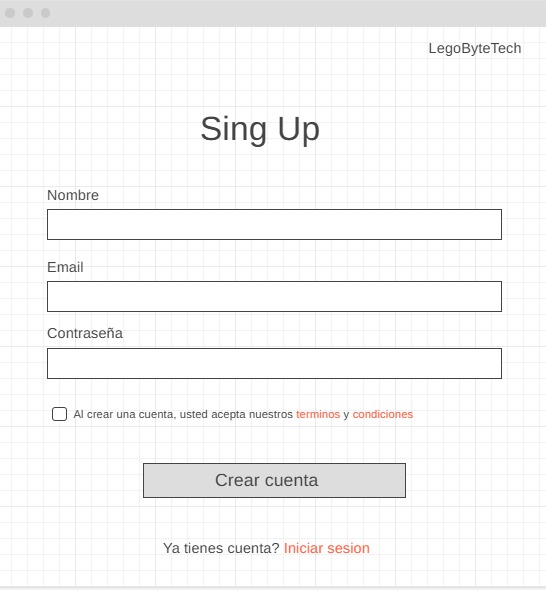 LegoByteTech
Sing Up
Nombre
Email
Contraseña
Al crear una cuenta, usted acepta nuestros terminos y condiciones
Crear cuenta
Ya tienes cuenta? Iniciar sesion